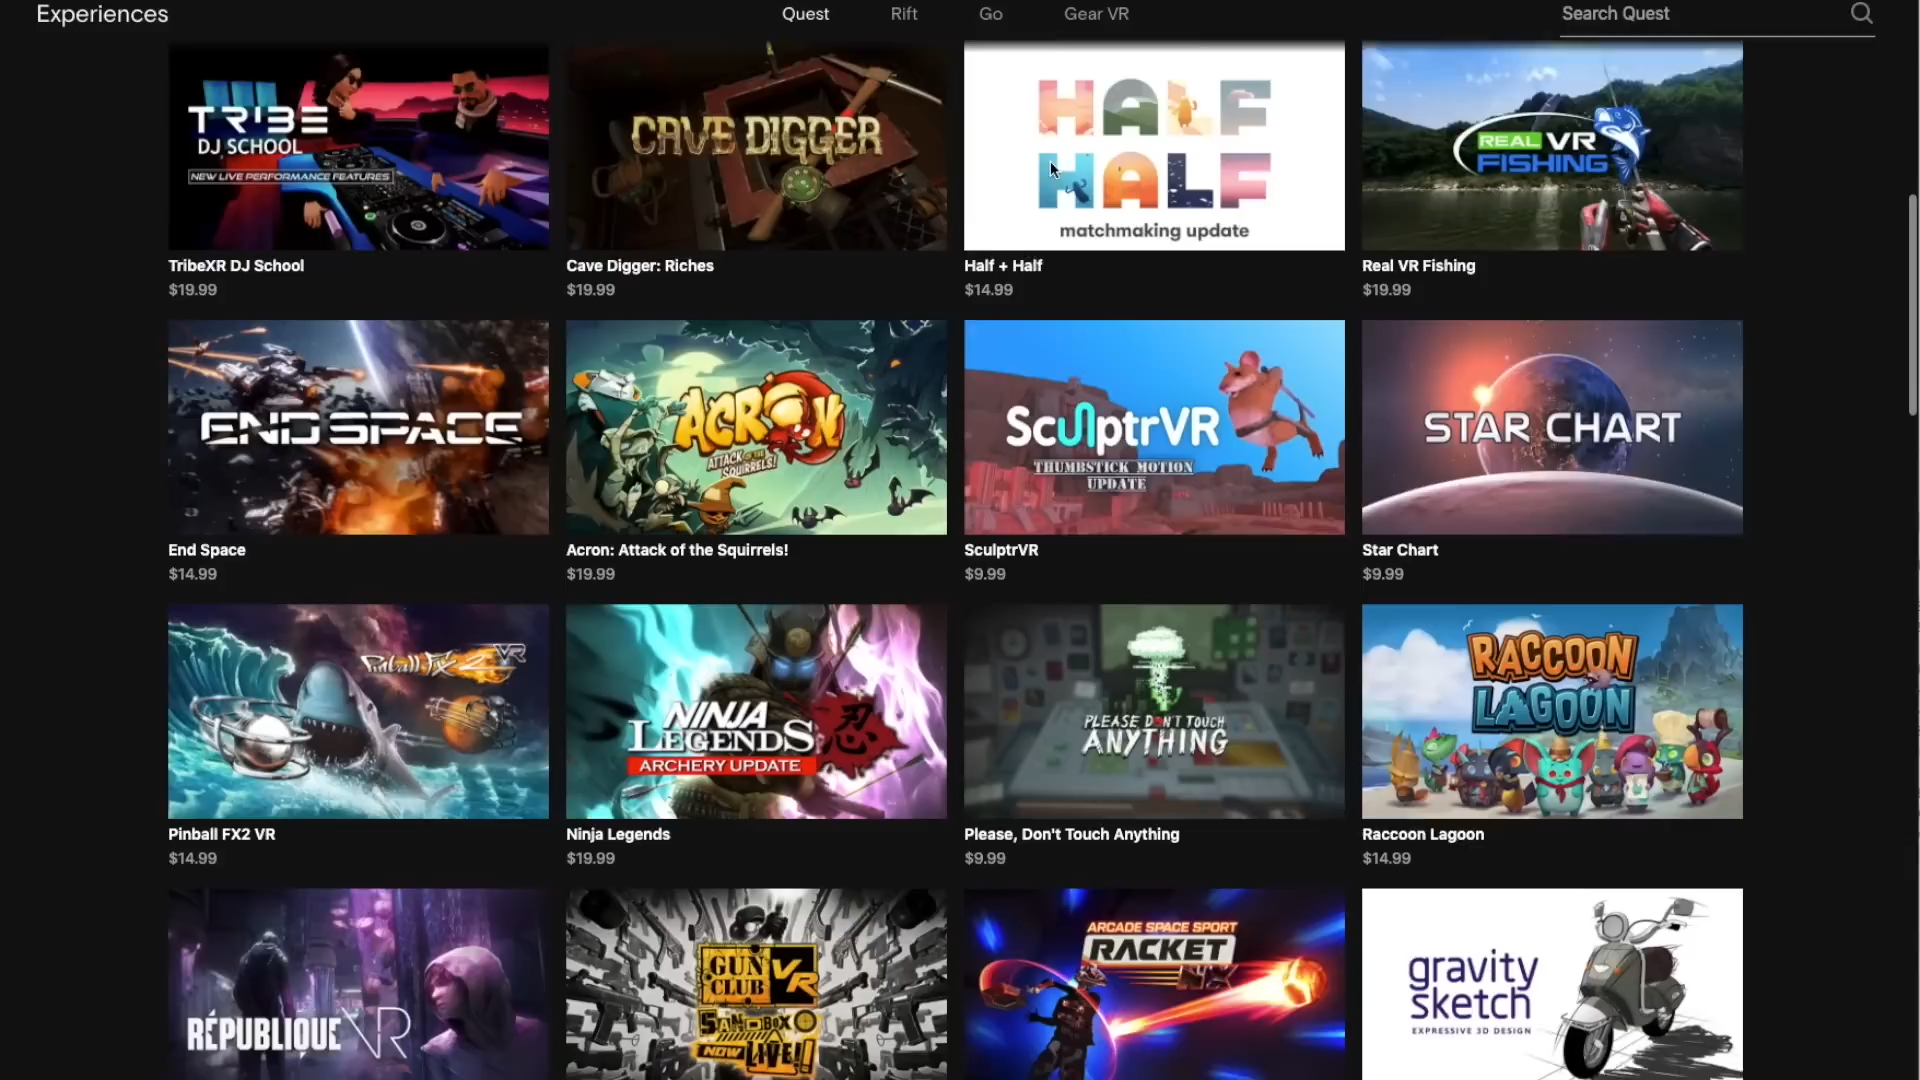 Experiences
Quest
Rift
Go
Gear VR
Search Quest
TRIBE
DJ SCHOOL
NEW LIVE PERFORMANCE FEATURES
CAVE DIGGER
HALF
HALF
matchmaking update
REAL VR
FISHING
TribeXR DJ School
Cave Digger: Riches
Half + Half
Real VR Fishing
$19.99
$19.99
$14.99
$19.99
END SPACE
ACRON
ATTACK OF THE
SQUIRRELS!
SculptrVR
THUMBSTICK MOTION
UPDATE
STAR CHART
End Space
Acron: Attack of the Squirrels!
SculptrVR
Star Chart
$14.99
$19.99
$9.99
$9.99
Pinball FX2 VR
NINJA
LEGENDS
忍
ARCHERY UPDATE
PLEASE DON'T TOUCH
ANYTHING
RACCOON
LAGOON
Pinball FX2 VR
Ninja Legends
Please, Don't Touch Anything
Raccoon Lagoon
$14.99
$19.99
$9.99
$14.99
RÉPUBLIQUE VR
GUN
CLUB
VR
SANDBOX
NOW LIVE!!
ARCADE SPACE SPORT
RACKET
NX
gravity
sketch
EXPRESSIVE 3D DESIGN